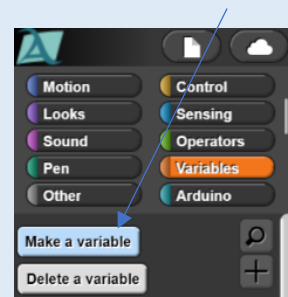 Motion Control
Looks Sensing
Sound Operators
Pen Variables
Other Arduino
Make a variable
Delete a variable